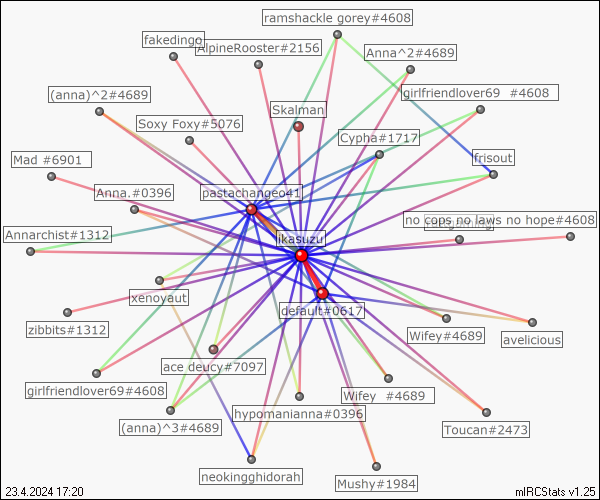 ramshackle gorey#4608
fakedingo
AlpineRooster#2156
Anna^2#4689
(anna)^2#4689
girlfriendlover69 #4608
Skalman
Soxy Foxy#5076
Cypha#1717
Mad #6901
frisout
Anna.#0396
pastachangeo41
no cops no laws no hope#4608
Annarchist#1312
ikasuzu
xenoyaut
default#0617
zibbits#1312
Wifey#4689
avelicious
ace deucy#7097
girlfriendlover69#4608
Wifey #4689
(anna)^3#4689
hypomanianna#0396
Toucan#2473
neokingghidorah
Mushy#1984
23.4.2024 17:20
mIRCStats v1.25